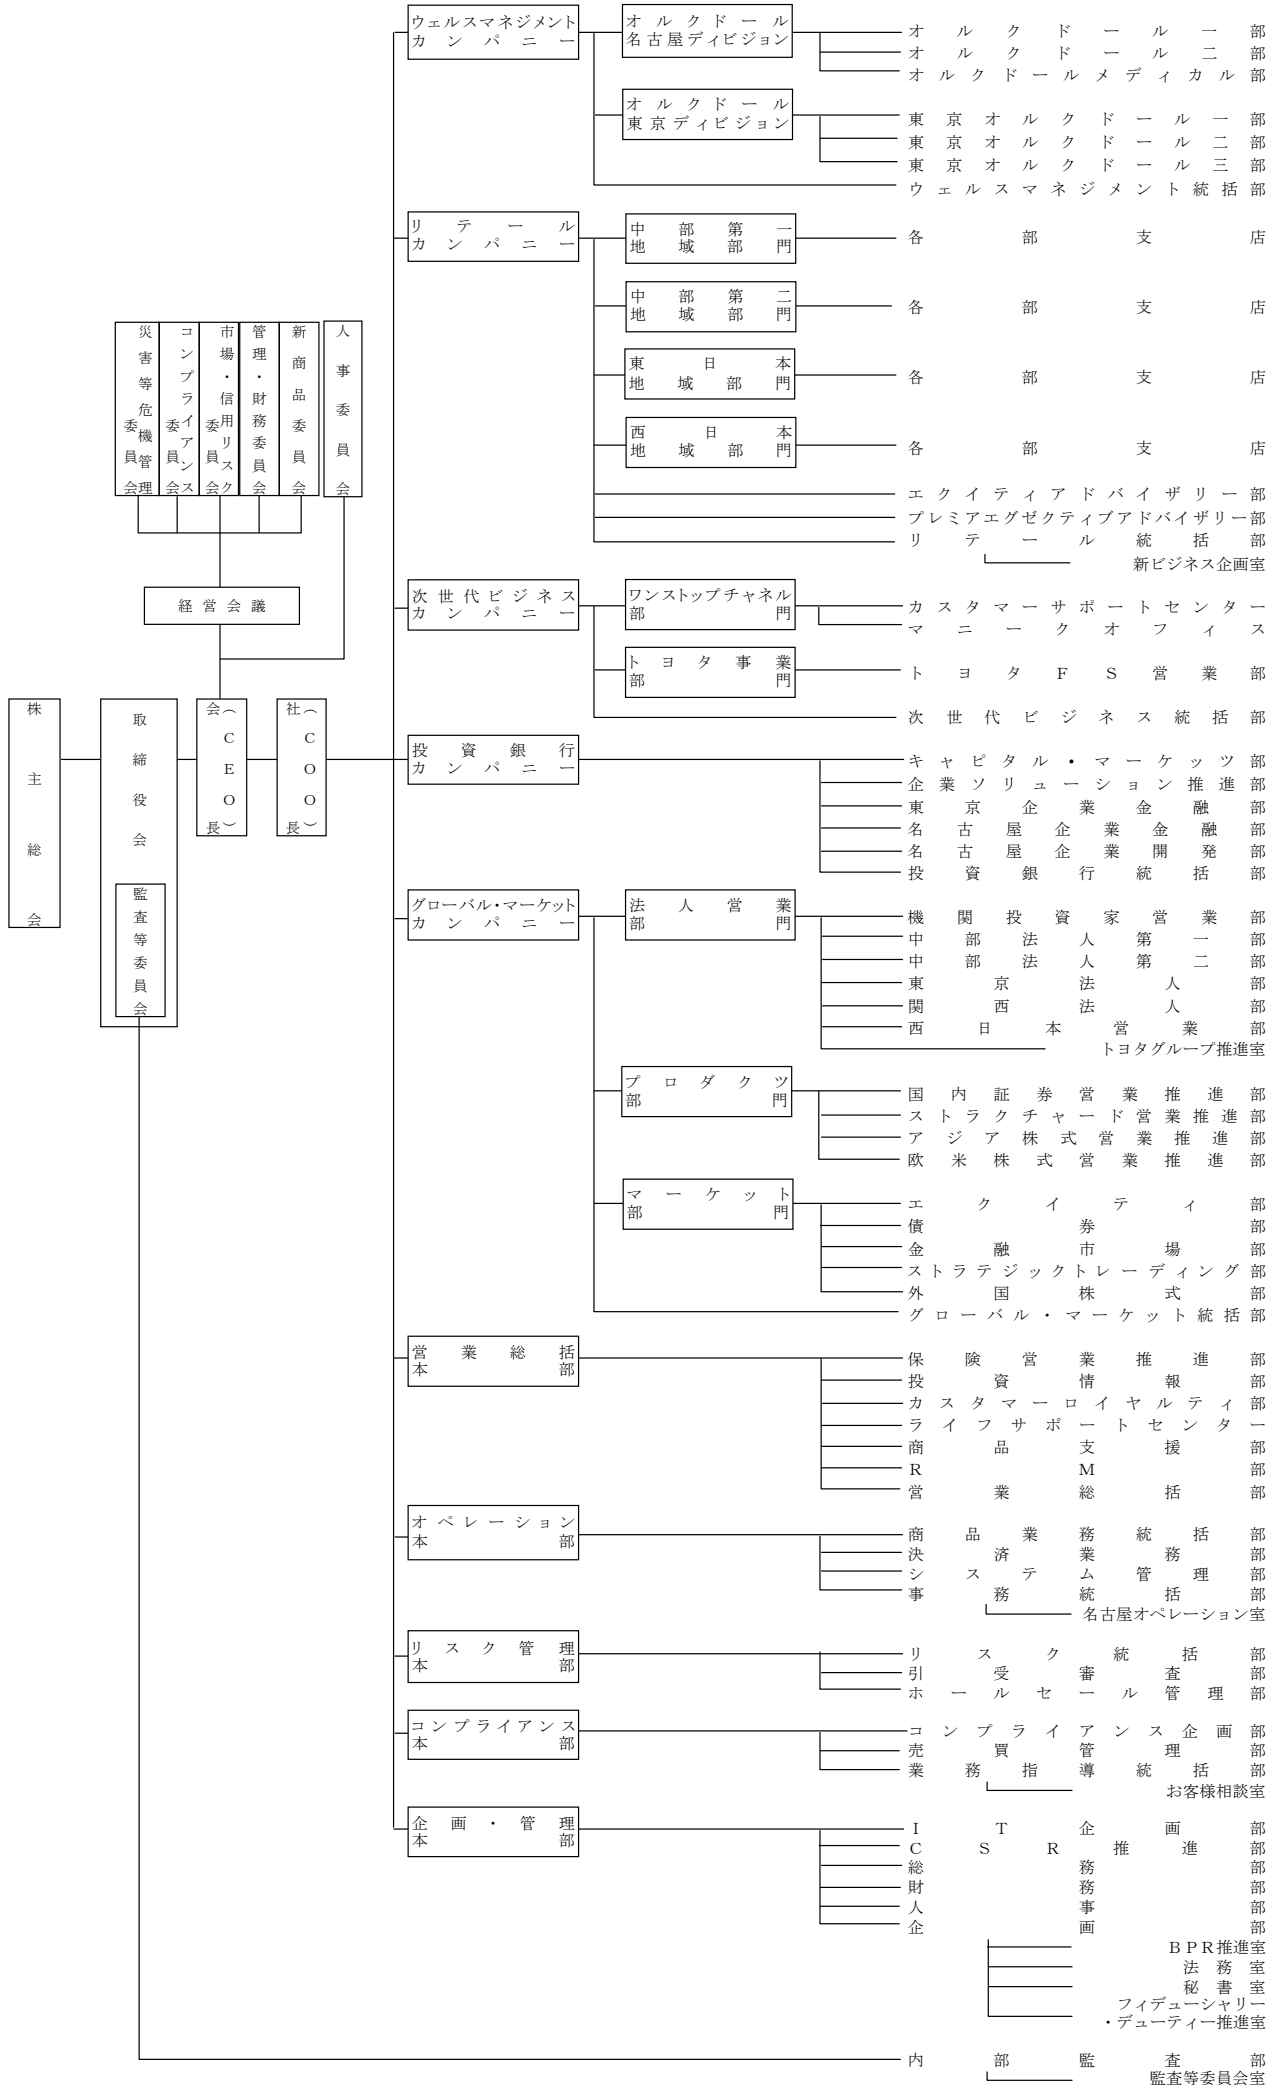 株主総会
取締役会
監査等委員会
会長
（CEO）
社長
（COO）
経営会議
災害等危機管理
委員会
コンプライアンス
委員会
市場・信用リスク
委員会
管理・財務委員会
新商品委員会
人事委員会
ウェルスマネジメント
カンパニー
オルクドール
名古屋ディビジョン
オルクドール一部
オルクドール二部
オルクドールメディカル部
オルクドール
東京ディビジョン
東京オルクドール一部
東京オルクドール二部
東京オルクドール三部
ウェルスマネジメント統括部
リテール
カンパニー
中部第一
地域部門
各部支店
中部第二
地域部門
各部支店
東日本
地域部門
各部支店
西日本
地域部門
各部支店
エクイティアドバイザリー部
プレミアエグゼクティブアドバイザリー部
リテール統括部
新ビジネス企画室
次世代ビジネス
カンパニー
ワンストップチャネル
部門
カスタマーサポートセンター
マニークオフィス
トヨタ事業
部門
トヨタFS営業部
次世代ビジネス統括部
投資銀行
カンパニー
キャピタル・マーケッツ部
企業ソリューション推進部
東京企業金融部
名古屋企業金融部
名古屋企業開発部
投資銀行統括部
グローバル・マーケット
カンパニー
法人営業
部門
機関投資家営業部
中部法人第一部
中部法人第二部
東京法人部
関西法人部
西日本営業部
トヨタグループ推進室
プロダクツ
部門
国内証券営業推進部
ストラクチャード営業推進部
アジア株式営業推進部
欧米株式営業推進部
マーケット
部門
エクイティ部
債券部
金融市場部
ストラテジックトレーディング部
外国株式部
グローバル・マーケット統括部
営業総括
本部
保険営業推進部
投資情報部
カスタマーロイヤルティ部
ライフサポートセンター
商品支援部
RM部
営業総括部
オペレーション
本部
商品業務統括部
決済業務部
システム管理部
事務統括部
名古屋オペレーション室
リスク管理
本部
リスク統括部
引受審査部
ホールセール管理部
コンプライアンス
本部
コンプライアンス企画部
売買管理部
業務指導統括部
お客様相談室
企画・管理
本部
IT企画部
CSR推進部
総務部
財務部
人事部
企画部
BPR推進室
法務室
秘書室
フィデューシャリー
・デューティー推進室
内部監査部
監査等委員会室